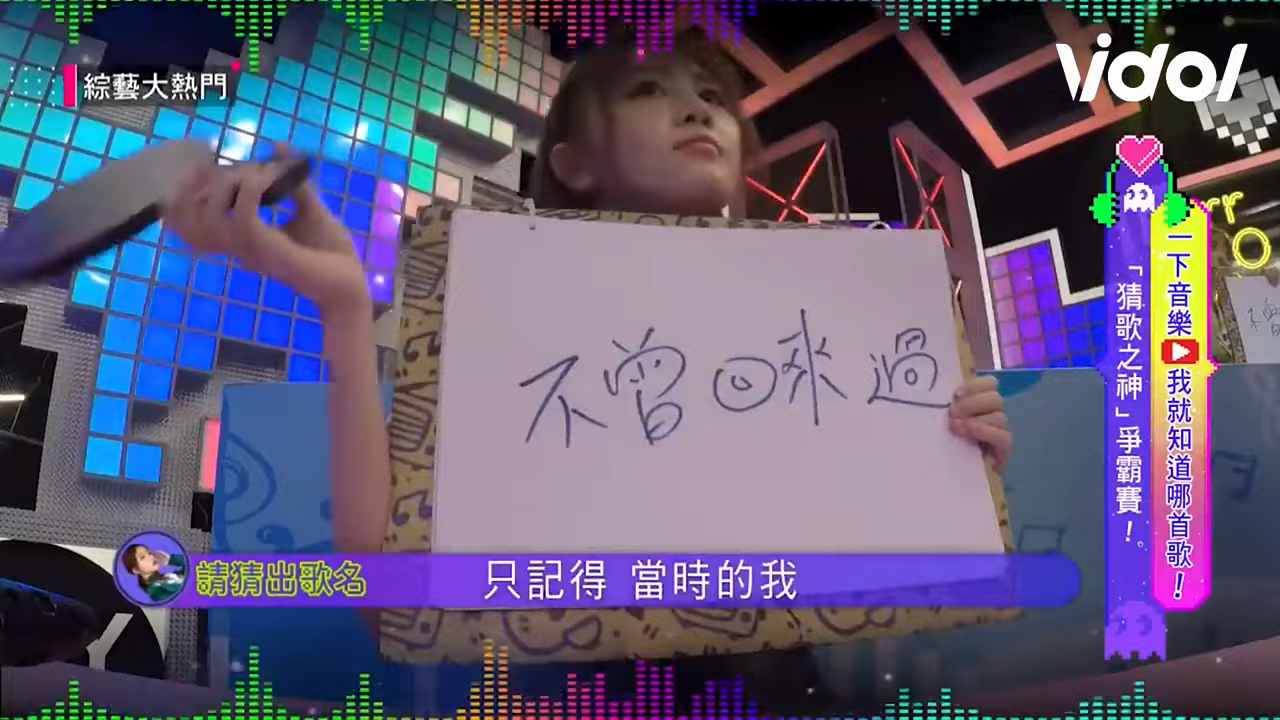 綜藝大熱門
Vidol
一下音樂
我就知道哪首歌！
「猜歌之神」爭霸賽！
不曾回來過
請猜出歌名
只記得 當時的我